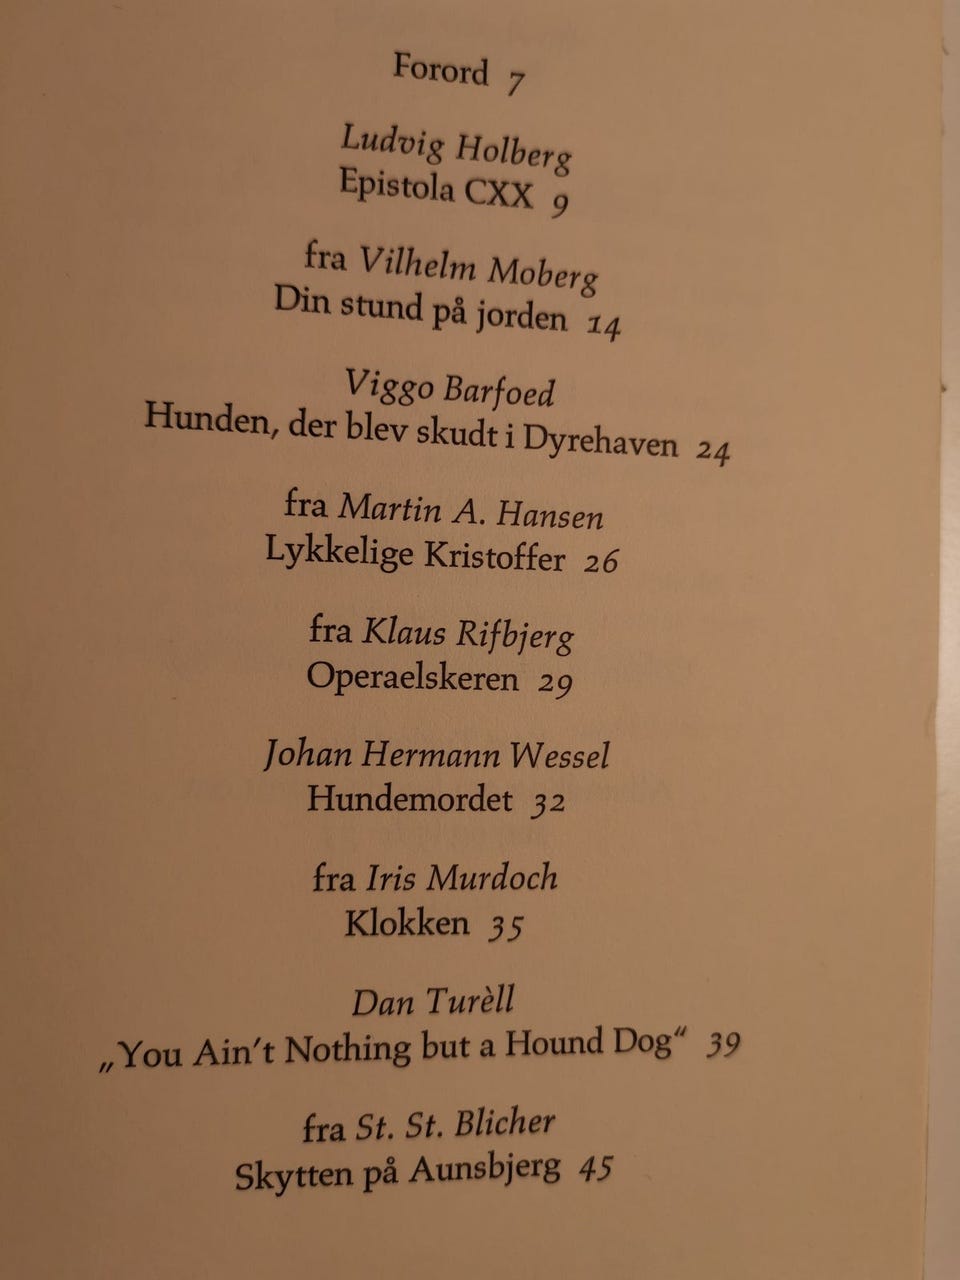 Forord 7
Ludvig Holberg
Epistola CXX 9
fra Vilhelm Moberg
Din stund på jorden 14
Viggo Barfoed
Hunden, der blev skudt i Dyrehaven 24
fra Martin A. Hansen
Lykkelige Kristoffer 26
fra Klaus Rifbjerg
Operaelskeren 29
Johan Hermann Wessel
Hundemordet 32
fra Iris Murdoch
Klokken 35
Dan Turèll
„You Ain't Nothing but a Hound Dog“ 39
fra St. St. Blicher
Skytten på Aunsbjerg 45